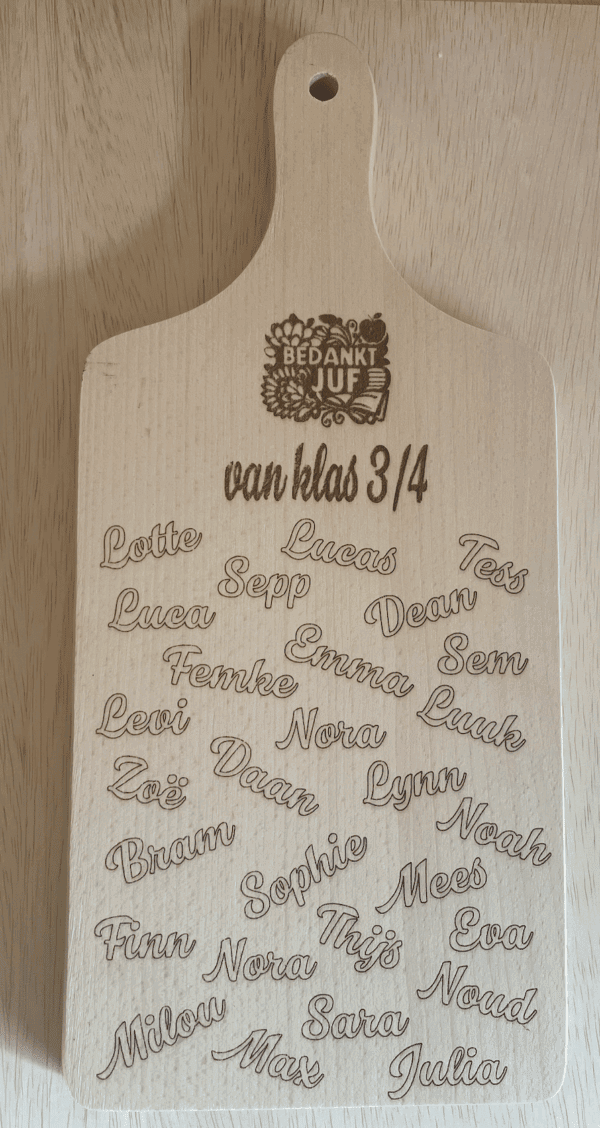 BEDANKT
JUF
van klas 3/4
Lotte Lucas Tess
Sepp
Luca Dean
Femke Emma Sem
Levi Nora Luuk
Zoë Daan Lynn
Bram Noah
Sophie Mees
Finn Nora Thijs Eva
Noud
Milou Sara
Max Julia